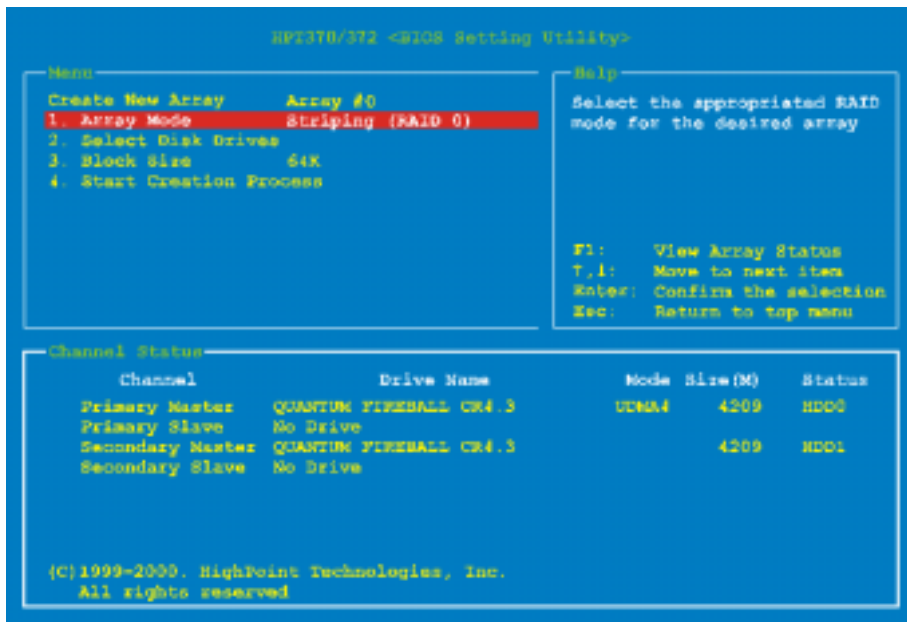 HPT370/372 <BIOS Setting Utility>
Menu
Create New Array Array #0
1. Array Mode Striping (RAID 0)
2. Select Disk Drives
3. Block Size 64K
4. Start Creation Process
Help
Select the appropriated RAID
mode for the desired array
F1: View Array Status
↑,↓: Move to next item
Enter: Confirm the selection
Esc: Return to top menu
Channel Status
Channel Drive Name Mode Size(M) Status
Primary Master QUANTUM FIREBALL CR4.3 UDMA4 4209 HDD0
Primary Slave No Drive
Secondary Master QUANTUM FIREBALL CR4.3 4209 HDD1
Secondary Slave No Drive
(C)1999-2000. HighPoint Technologies, Inc.
All rights reserved